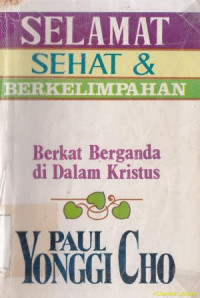 SELAMAT
SEHAT &
BERKELIMPAHAN
Berkat Berganda
di Dalam Kristus
PAUL
YONGGI CHO